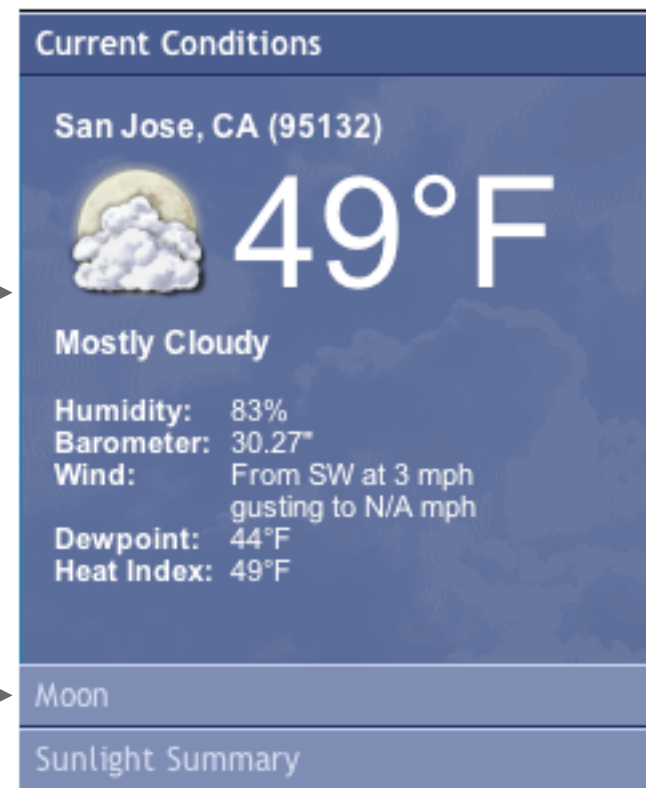 Current Conditions
San Jose, CA (95132)
49°F
Mostly Cloudy
Humidity: 83%
Barometer: 30.27"
Wind: From SW at 3 mph
gusting to N/A mph
Dewpoint: 44°F
Heat Index: 49°F
Moon
Sunlight Summary